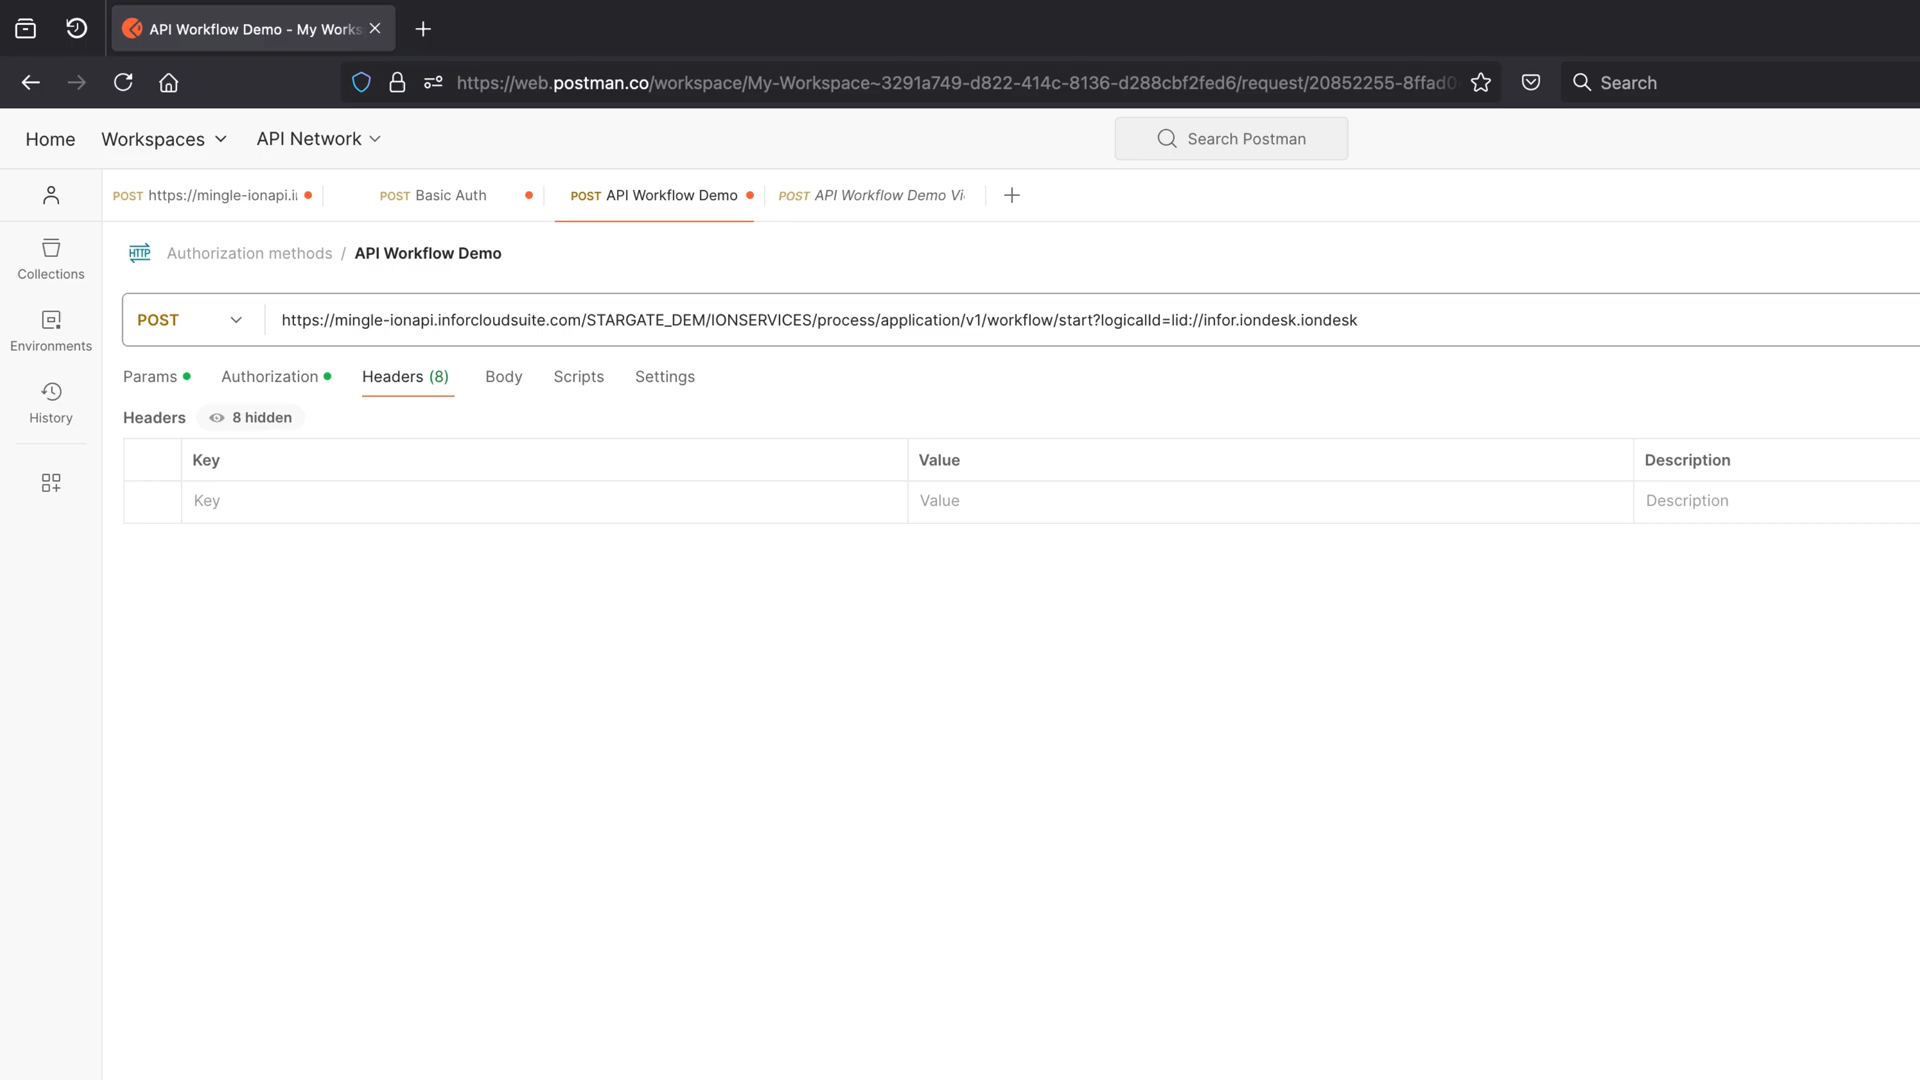 API Workflow Demo - My Works
https://web.postman.co/workspace/My-Workspace~3291a749-d822-414c-8136-d288cbf2fed6/request/20852255-8ffad0
Search
Home Workspaces API Network
Search Postman
POST https://mingle-ionapi.i
POST Basic Auth
POST API Workflow Demo
POST API Workflow Demo Vi
HTTP Authorization methods / API Workflow Demo
Collections
Environments
History
POST https://mingle-ionapi.inforcloudsuite.com/STARGATE_DEM/IONSERVICES/process/application/v1/workflow/start?logicalId=lid://infor.iondesk.iondesk
Params Authorization Headers (8) Body Scripts Settings
Headers 8 hidden
Key Value Description
Key Value Description